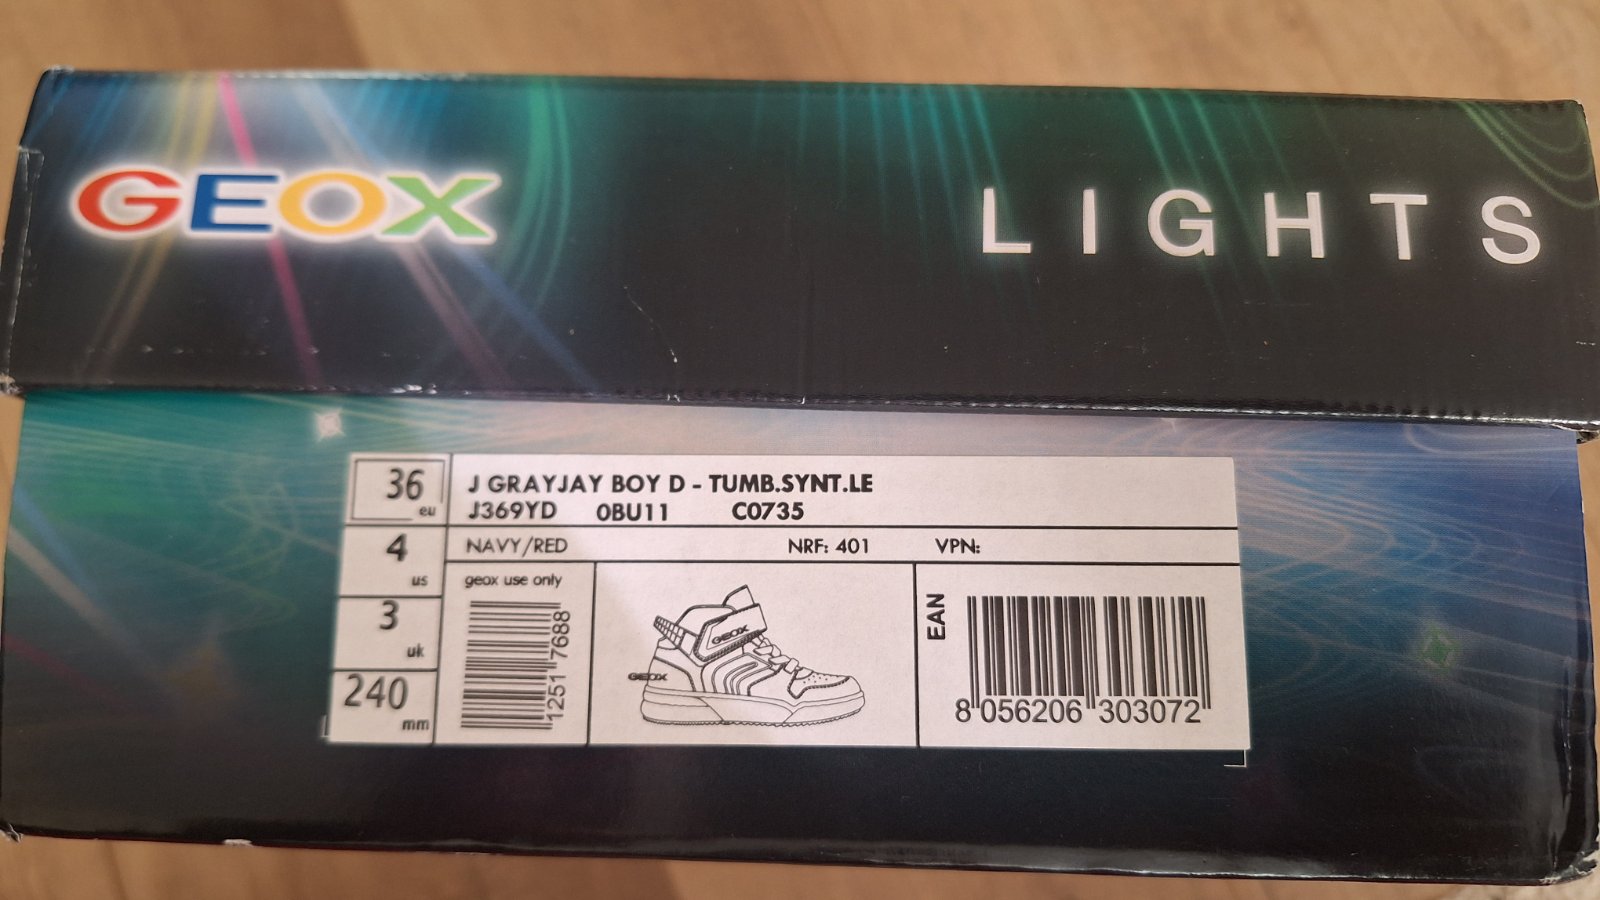 GEOX LIGHTS
36 eu
4 us
3 uk
240 mm
J GRAYJAY BOY D - TUMB.SYNT.LE
J369YD 0BU11 C0735
NAVY/RED NRF: 401 VPN:
geox use only
1251 7688
GEOX
GEOX
EAN
8 056206 303072